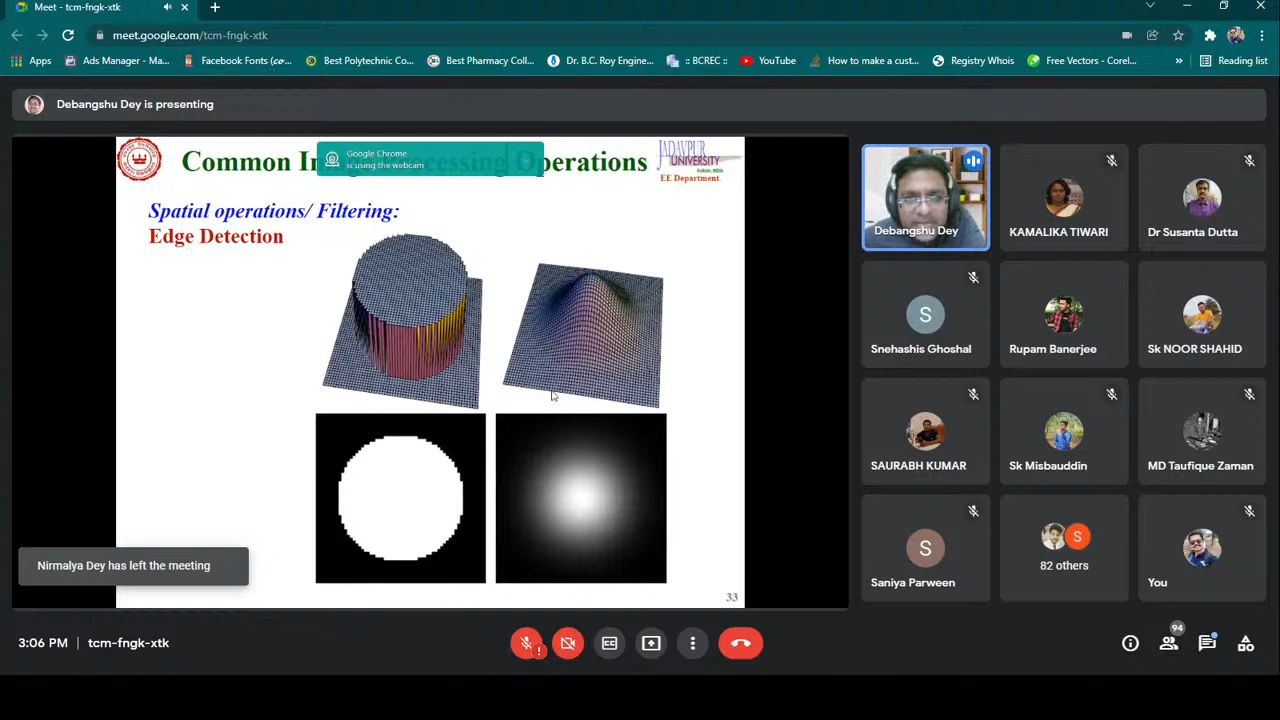 Meet - tcm-fngk-xtk
meet.google.com/tcm-fngk-xtk
Apps
Ads Manager - Ma...
Facebook Fonts (𝓬𝓸...
Best Polytechnic Co...
Best Pharmacy Coll...
Dr. B.C. Roy Engine...
:: BCREC ::
YouTube
How to make a cust...
Registry Whois
Free Vectors - Corel...
»
Reading list
Debangshu Dey is presenting
Google Chrome
is using the webcam
Common Operations
JADAVPUR
UNIVERSITY
Kolkata, INDIA
EE Department.
Spatial operations/ Filtering:
Edge Detection
33
Debangshu Dey
KAMALIKA TIWARI
Dr Susanta Dutta
S
Snehashis Ghoshal
Rupam Banerjee
Sk NOOR SHAHID
SAURABH KUMAR
Sk Misbauddin
MD Taufique Zaman
S
Saniya Parween
S
82 others
You
Nirmalya Dey has left the meeting
3:06 PM | tcm-fngk-xtk
94